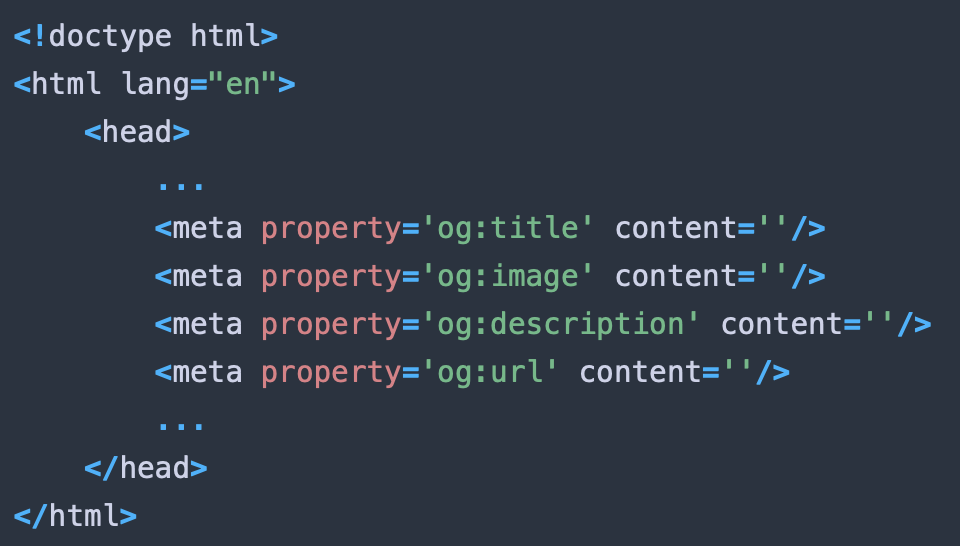 <!doctype html>
<html lang="en">
    <head>
        ...
        <meta property='og:title' content=''/>
        <meta property='og:image' content=''/>
        <meta property='og:description' content=''/>
        <meta property='og:url' content=''/>
        ...
    </head>
</html>